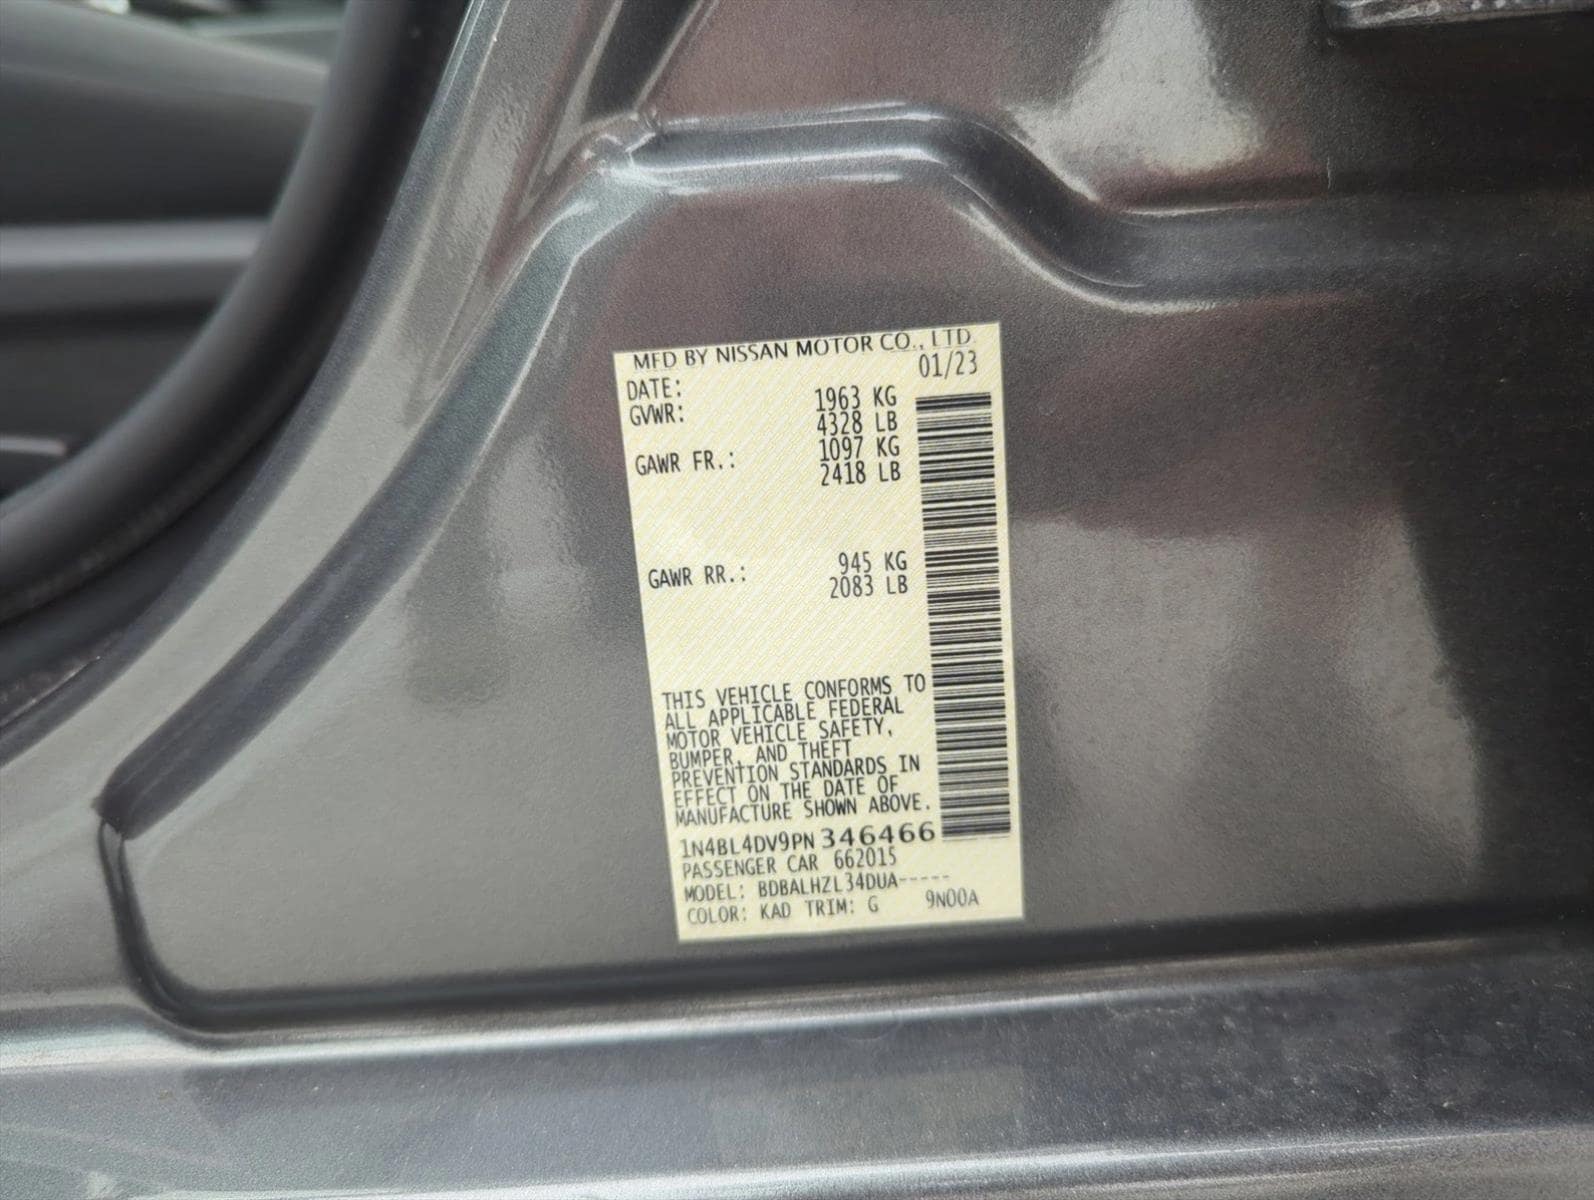 MFD BY NISSAN MOTOR CO., LTD.
DATE: 01/23
GVWR: 1963 KG
4328 LB
GAWR FR.: 1097 KG
2418 LB
GAWR RR.: 945 KG
2083 LB
THIS VEHICLE CONFORMS TO
ALL APPLICABLE FEDERAL
MOTOR VEHICLE SAFETY,
BUMPER, AND THEFT
PREVENTION STANDARDS IN
EFFECT ON THE DATE OF
MANUFACTURE SHOWN ABOVE.
1N4BL4DV9PN346466
PASSENGER CAR 662015
MODEL: BDBALHZL34DUA-----
COLOR: KAD TRIM: G 9N00A